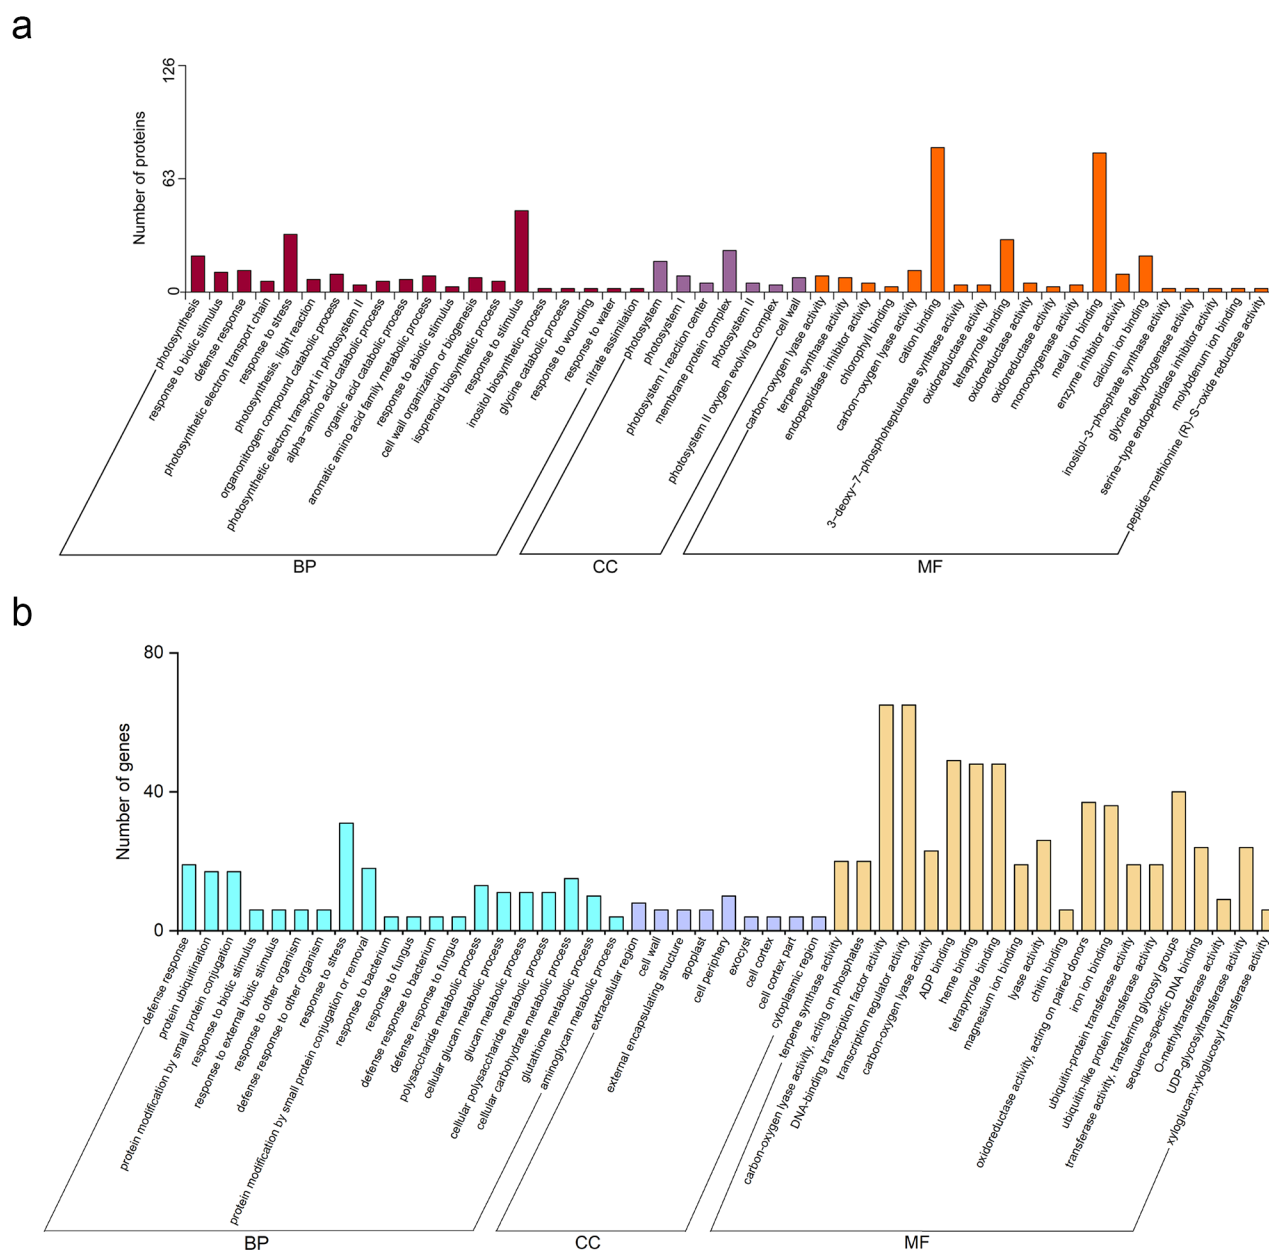 a
Number of proteins
126
63
0
photosynthesis
response to biotic stimulus
defense response
photosynthetic electron transport chain
response to stress
photosynthesis, light reaction
organonitrogen compound catabolic process
photosynthetic electron transport in photosystem II
alpha−amino acid catabolic process
organic acid catabolic process
aromatic amino acid family metabolic process
response to abiotic stimulus
cell wall organization or biogenesis
isoprenoid biosynthetic process
response to stimulus
inositol biosynthetic process
glycine catabolic process
response to wounding
response to water
nitrate assimilation
photosystem
photosystem I
photosystem I reaction center
membrane protein complex
photosystem II
photosystem II oxygen evolving complex
cell wall
carbon−oxygen lyase activity
terpene synthase activity
endopeptidase inhibitor activity
chlorophyll binding
carbon−oxygen lyase activity
cation binding
3−deoxy−7−phosphoheptulonate synthase activity
oxidoreductase activity
tetrapyrrole binding
oxidoreductase activity
oxidoreductase activity
monooxygenase activity
metal ion binding
enzyme inhibitor activity
calcium ion binding
inositol−3−phosphate synthase activity
glycine dehydrogenase activity
serine−type endopeptidase inhibitor activity
molybdenum ion binding
peptide−methionine (R)−S−oxide reductase activity
BP
CC
MF
b
Number of genes
80
40
0
defense response
protein ubiquitination
protein modification by small protein conjugation
response to biotic stimulus
response to external biotic stimulus
response to other organism
defense response to other organism
response to stress
protein modification by small protein conjugation or removal
response to bacterium
response to fungus
defense response to bacterium
defense response to fungus
polysaccharide metabolic process
cellular glucan metabolic process
glucan metabolic process
cellular polysaccharide metabolic process
cellular carbohydrate metabolic process
glutathione metabolic process
aminoglycan metabolic process
extracellular region
cell wall
external encapsulating structure
apoplast
cell periphery
exocyst
cell cortex
cell cortex part
cytoplasmic region
terpene synthase activity
carbon-oxygen lyase activity, acting on phosphates
DNA-binding transcription factor activity
transcription regulator activity
carbon-oxygen lyase activity
ADP binding
heme binding
tetrapyrrole binding
magnesium ion binding
lyase activity
chitin binding
oxidoreductase activity, acting on paired donors
iron ion binding
ubiquitin-protein transferase activity
ubiquitin-like protein transferase activity
transferase activity, transferring glycosyl groups
sequence-specific DNA binding
O-methyltransferase activity
UDP-glycosyltransferase activity
xyloglucan:xyloglucosyl transferase activity
BP
CC
MF